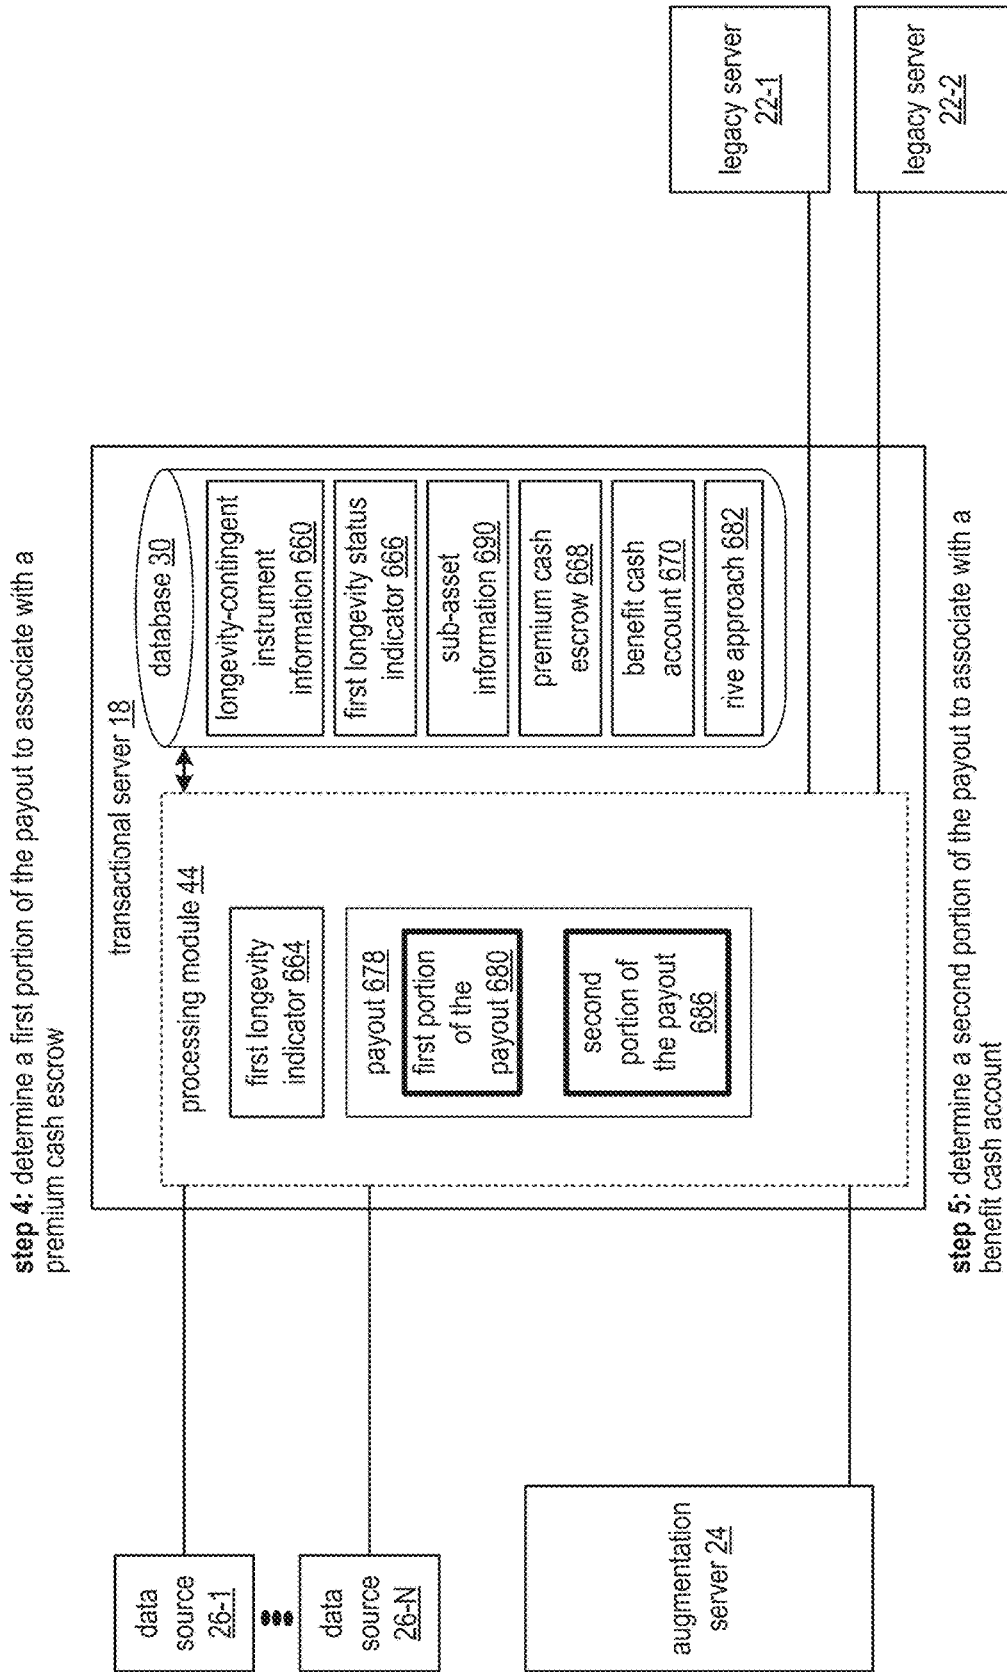 step 4: determine a first portion of the payout to associate with a
premium cash escrow
transactional server 18
data
source
26-1
data
source
26-N
augmentation
server 24
processing module 44
first longevity
indicator 664
payout 678
first portion
of the
payout 680
second
portion of
the payout
686
database 30
longevity-contingent
instrument
information 660
first longevity status
indicator 666
sub-asset
information 690
premium cash
escrow 668
benefit cash
account 670
rive approach 682
legacy server
22-1
legacy server
22-2
step 5: determine a second portion of the payout to associate with a
benefit cash account